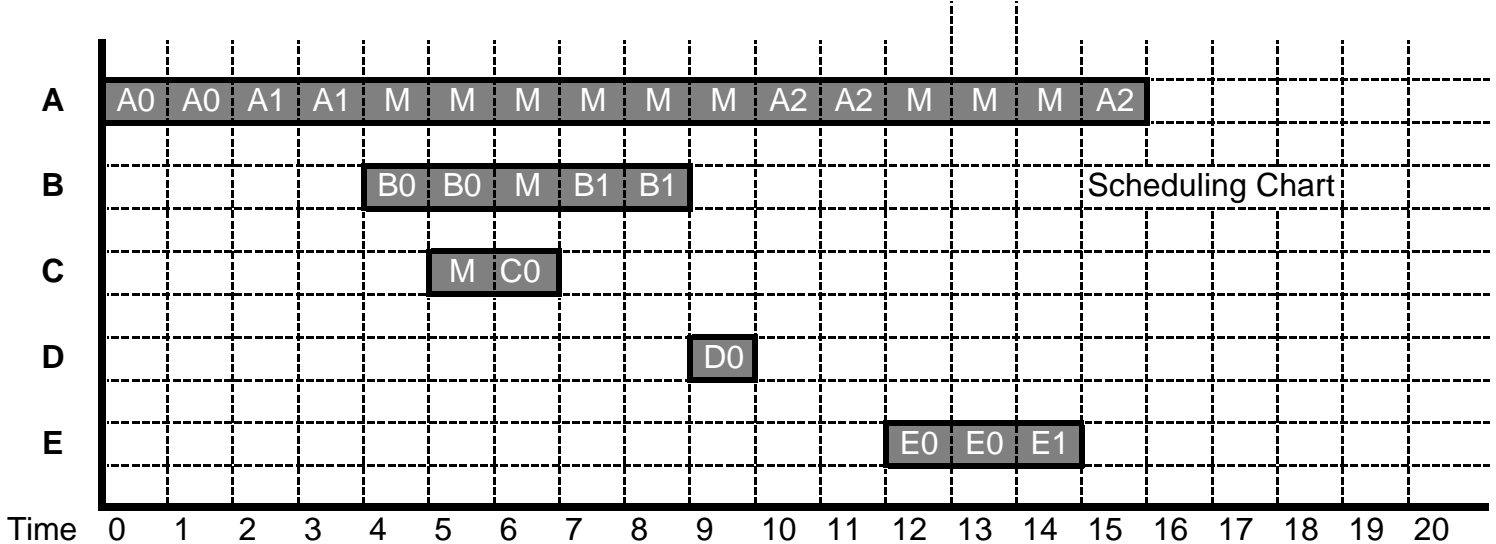 A A0 A0 A1 A1 M M M M M M A2 A2 M M M A2
B B0 B0 M B1 B1 Scheduling Chart
C M C0
D D0
E E0 E0 E1
Time 0 1 2 3 4 5 6 7 8 9 10 11 12 13 14 15 16 17 18 19 20